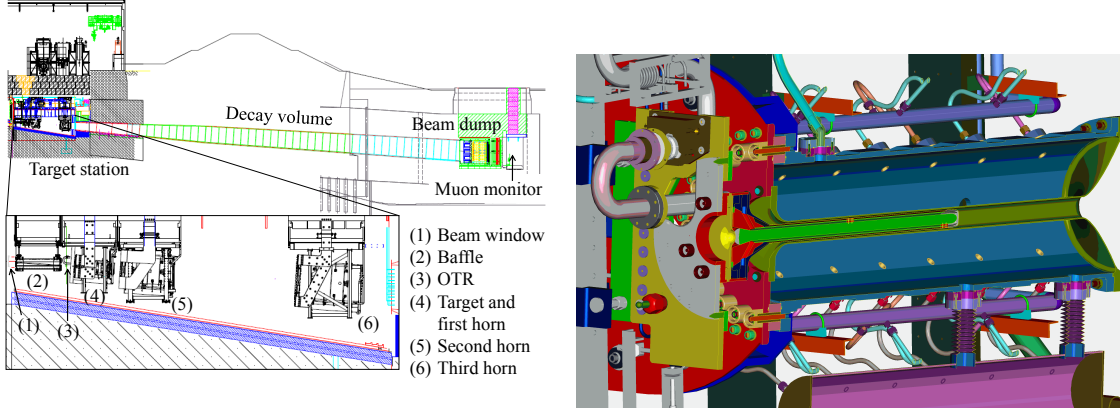 Decay volume
Beam dump
Target station
Muon monitor
(1) Beam window
(2) Baffle
(3) OTR
(4) Target and
first horn
(5) Second horn
(6) Third horn
(2)
(4)
(5)
(6)
(1)
(3)